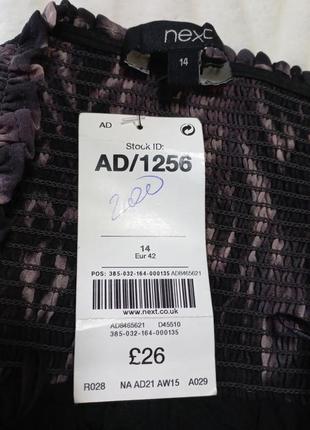 next
14
AD
Stock ID:
AD/1256
200
14
Eur 42
POS: 385-032-164-000135 AD8465621
www.next.co.uk
AD8465621 D45510
385-032-164-000135
£26
R028 NA AD21 AW15 A029